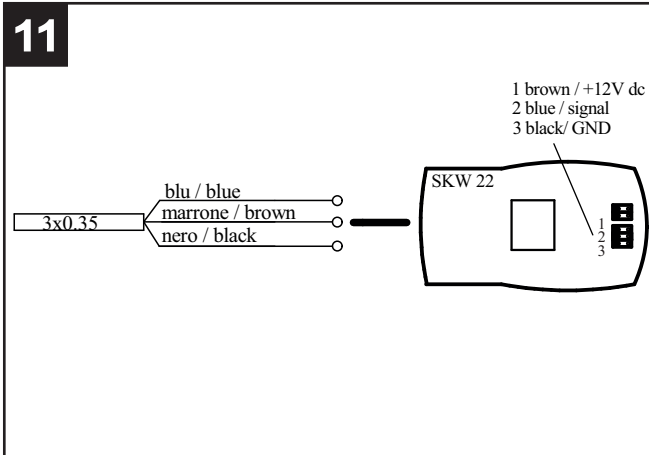 11
1 brown / +12V dc
2 blue / signal
3 black/ GND
SKW 22
blu / blue
marrone / brown
nero / black
3x0.35
1
2
3